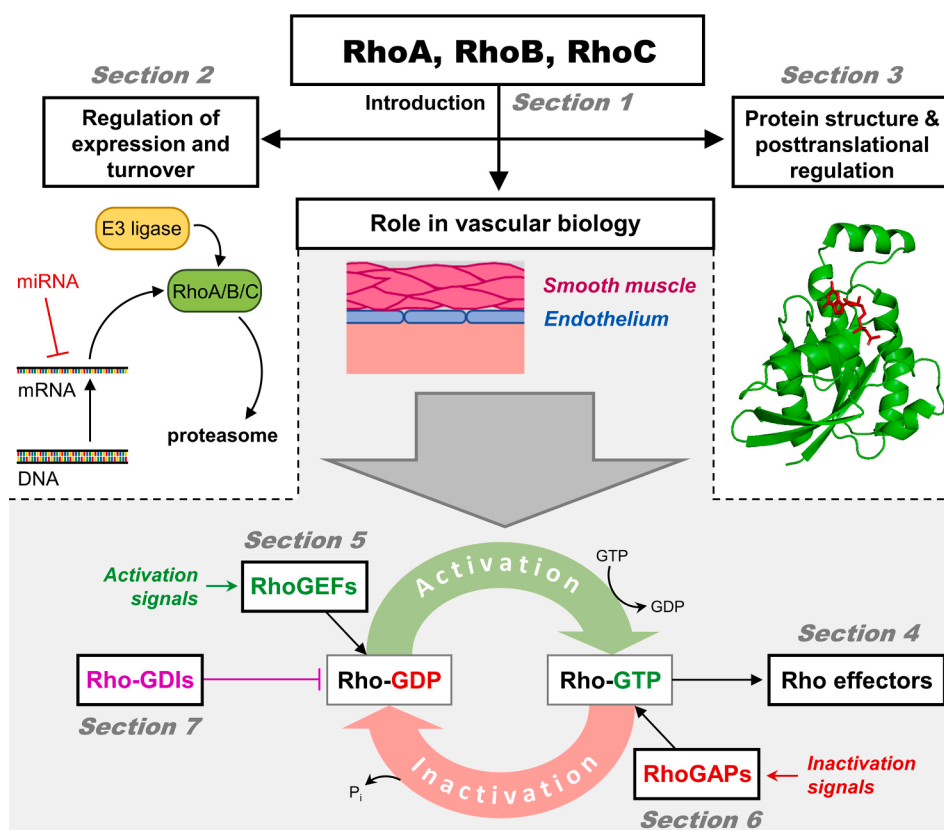 RhoA, RhoB, RhoC
Section 2
Section 3
Introduction
Section 1
Regulation of
expression and
turnover
Protein structure &
posttranslational
regulation
Role in vascular biology
E3 ligase
miRNA
RhoA/B/C
Smooth muscle
Endothelium
mRNA
proteasome
DNA
Section 5
Activation
GTP
GDP
Activation
signals
RhoGEFs
Section 4
Rho-GDIs
Rho-GDP
Rho-GTP
Rho effectors
Section 7
Inactivation
Pi
RhoGAPs
Inactivation
signals
Section 6